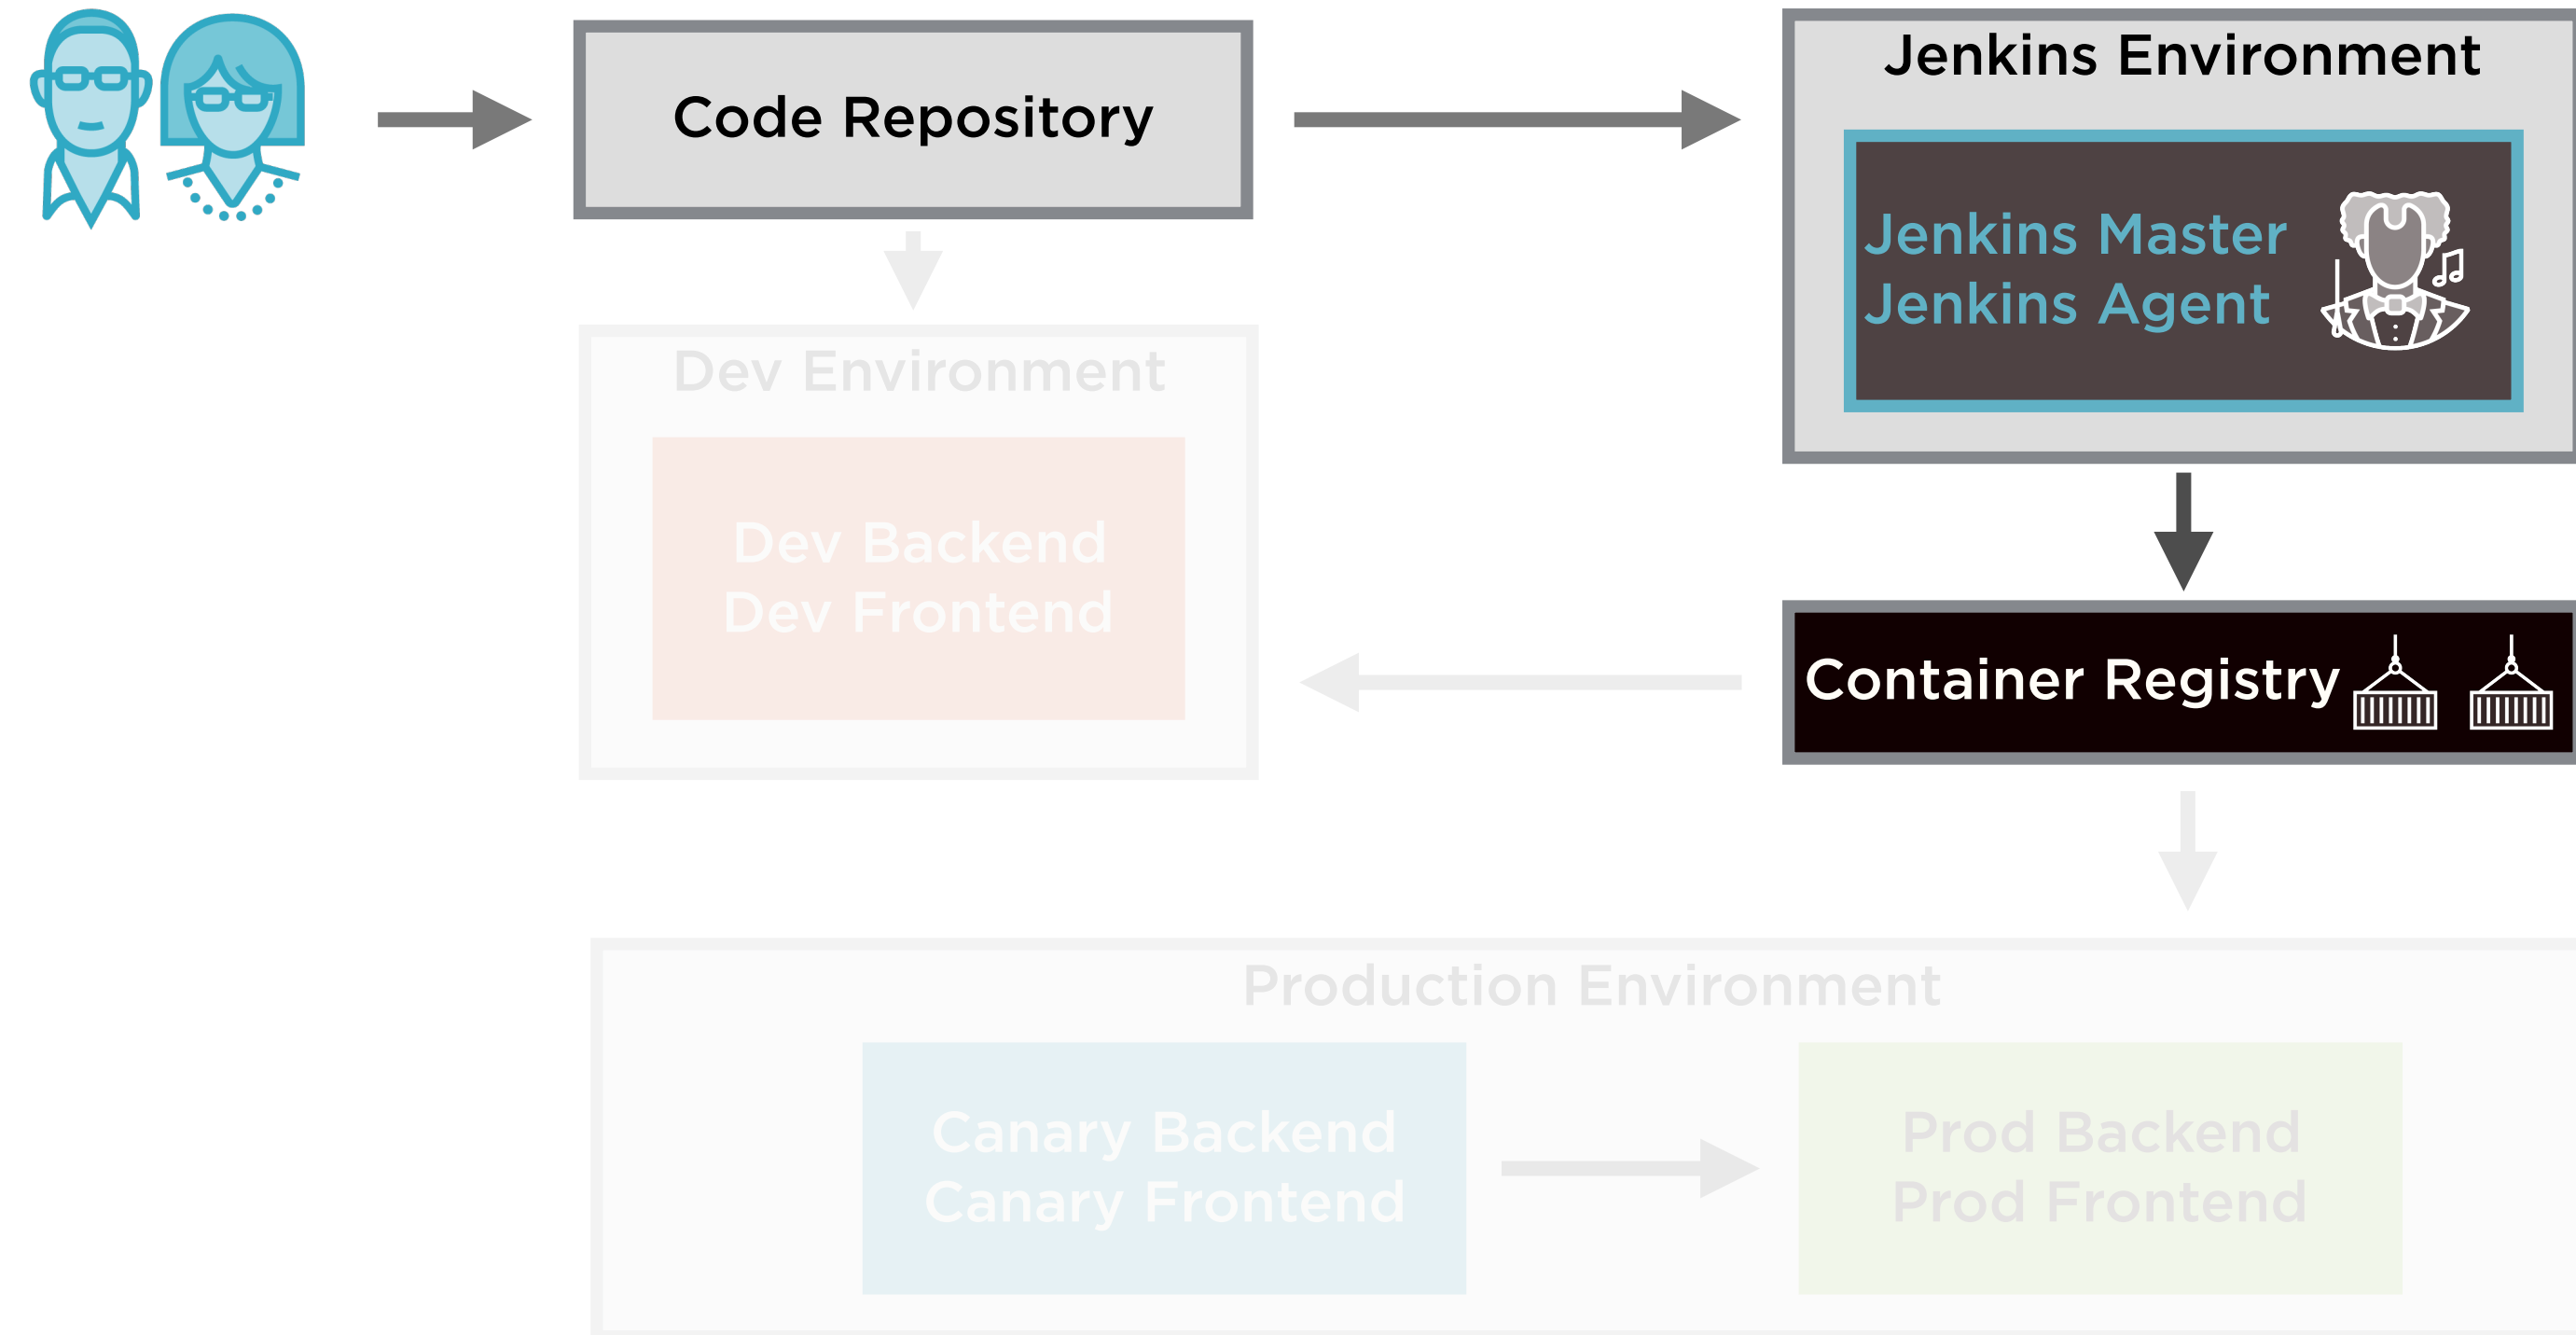 Code Repository
Jenkins Environment
Jenkins Master
Jenkins Agent
Dev Environment
Dev Backend
Dev Frontend
Container Registry
Production Environment
Canary Backend
Canary Frontend
Prod Backend
Prod Frontend